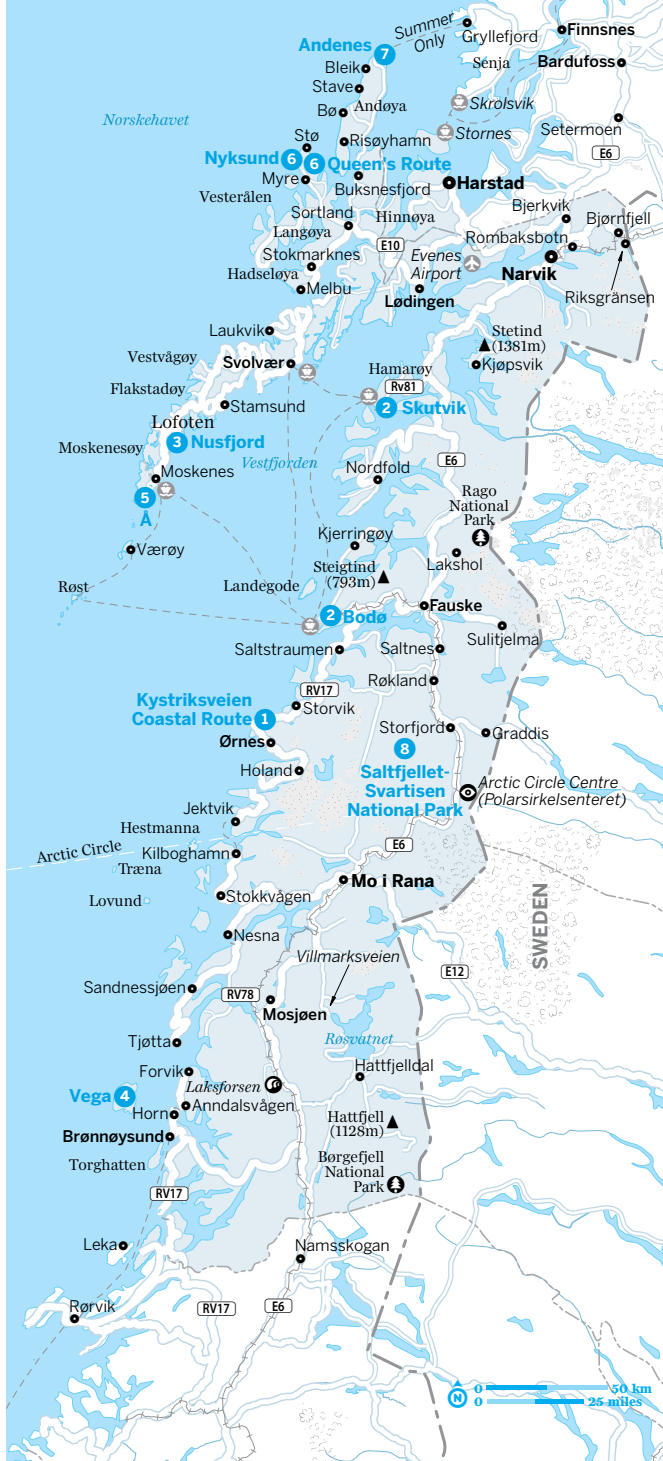 Summer
Only
Gryllefjord
Finnsnes
Andenes
7
Bleik
Senja
Bardufoss
Stave
Skrolsvik
Bø
Andøya
Norskehavet
Stø
Risøyhamn
Stornes
Setermoen
Nyksund
6
6
Queen's Route
E6
Myre
Buksnesfjord
Harstad
Vesterålen
Sortland
Hinnøya
Bjerkvik
Bjørnfjell
Langøya
E10
Rombaksbotn
Stokmarknes
Evenes
Airport
Narvik
Hadseløya
Melbu
Lødingen
Riksgränsen
Laukvik
Stetind
(1381m)
Vestvågøy
Svolvær
Hamarøy
Kjøpsvik
Rv81
Flakstadøy
Stamsund
2
Skutvik
Lofoten
3
Nusfjord
Moskenesøy
Vestfjorden
E6
Moskenes
Nordfold
5
Å
Rago
National
Park
Kjerringøy
Værøy
Steigtind
(793m)
Lakshol
Røst
Landegode
Fauske
2
Bodø
Sulitjelma
Saltstraumen
Saltnes
RV17
Røkland
Kystriksveien
Coastal Route
1
Storvik
Storfjord
Graddis
Ørnes
8
Saltfjellet-
Svartisen
National Park
Holand
Arctic Circle Centre
(Polarsirkelsenteret)
Jektvik
Hestmanna
Arctic Circle
Kilboghamn
E6
Træna
Mo i Rana
Lovund
Stokkvågen
SWEDEN
Nesna
Villmarksveien
E12
Sandnessjøen
RV78
Mosjøen
Tjøtta
Røsvatnet
Forvik
Hattfjelldal
Laksforsen
Vega
4
Anndalsvågen
Horn
Hattfjell
(1128m)
Brønnøysund
Børgefjell
National
Park
Torghatten
RV17
Leka
Namsskogan
Rørvik
RV17
E6
N
0
50 km
0
25 miles